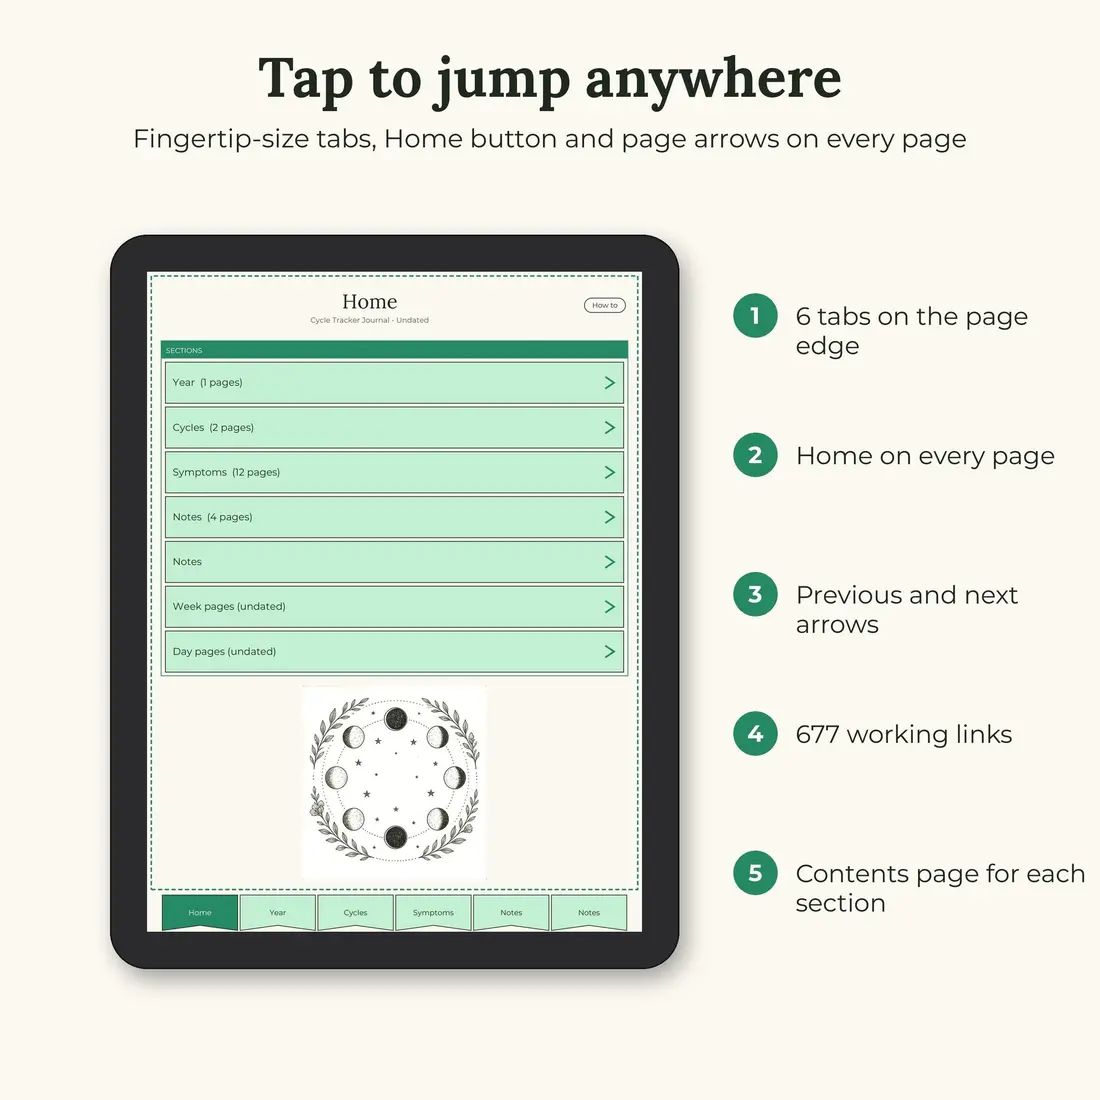 Tap to jump anywhere
Fingertip-size tabs, Home button and page arrows on every page
Home
How to
Cycle Tracker Journal - Undated
SECTIONS
Year (1 pages)
Cycles (2 pages)
Symptoms (12 pages)
Notes (4 pages)
Notes
Week pages (undated)
Day pages (undated)
Home
Year
Cycles
Symptoms
Notes
Notes
1
6 tabs on the page
edge
2
Home on every page
3
Previous and next
arrows
4
677 working links
5
Contents page for each
section